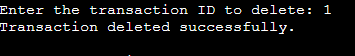 Enter the transaction ID to delete: 1
Transaction deleted successfully.